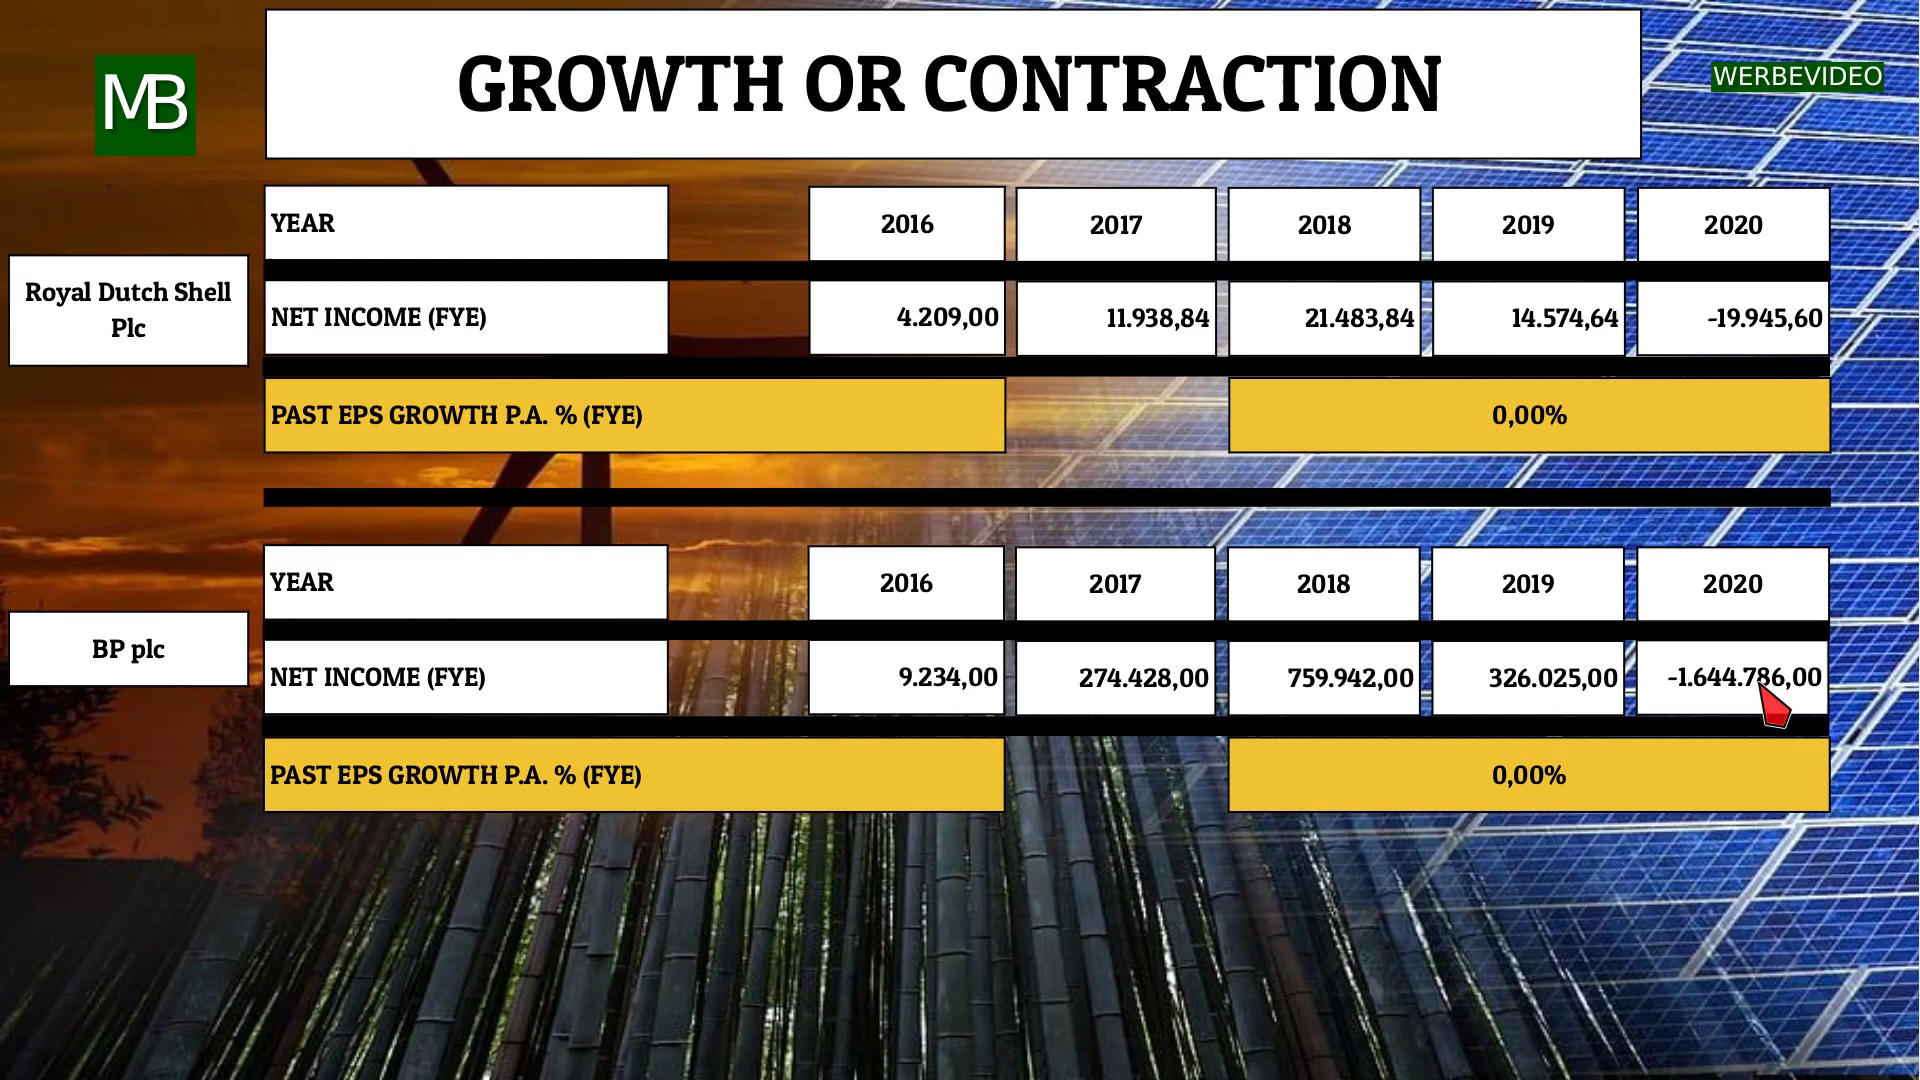 GROWTH OR CONTRACTION
MB
WERBEVIDEO
YEAR 2016 2017 2018 2019 2020
Royal Dutch Shell
Plc
NET INCOME (FYE) 4.209,00 11.938,84 21.483,84 14.574,64 -19.945,60
PAST EPS GROWTH P.A. % (FYE) 0,00%
YEAR 2016 2017 2018 2019 2020
BP plc
NET INCOME (FYE) 9.234,00 274.428,00 759.942,00 326.025,00 -1.644.786,00
PAST EPS GROWTH P.A. % (FYE) 0,00%